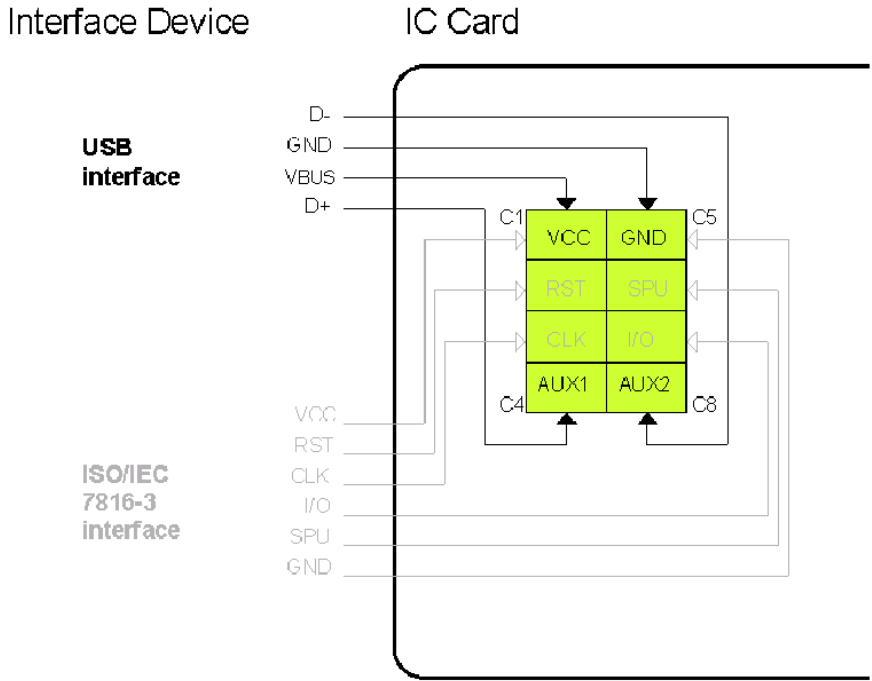 Interface Device
IC Card
USB
interface
D-
GND
VBUS
D+
C1
C5
VCC
GND
RST
SPU
CLK
I/O
AUX1
AUX2
C4
C8
ISO/IEC
7816-3
interface
VCC
RST
CLK
I/O
SPU
GND